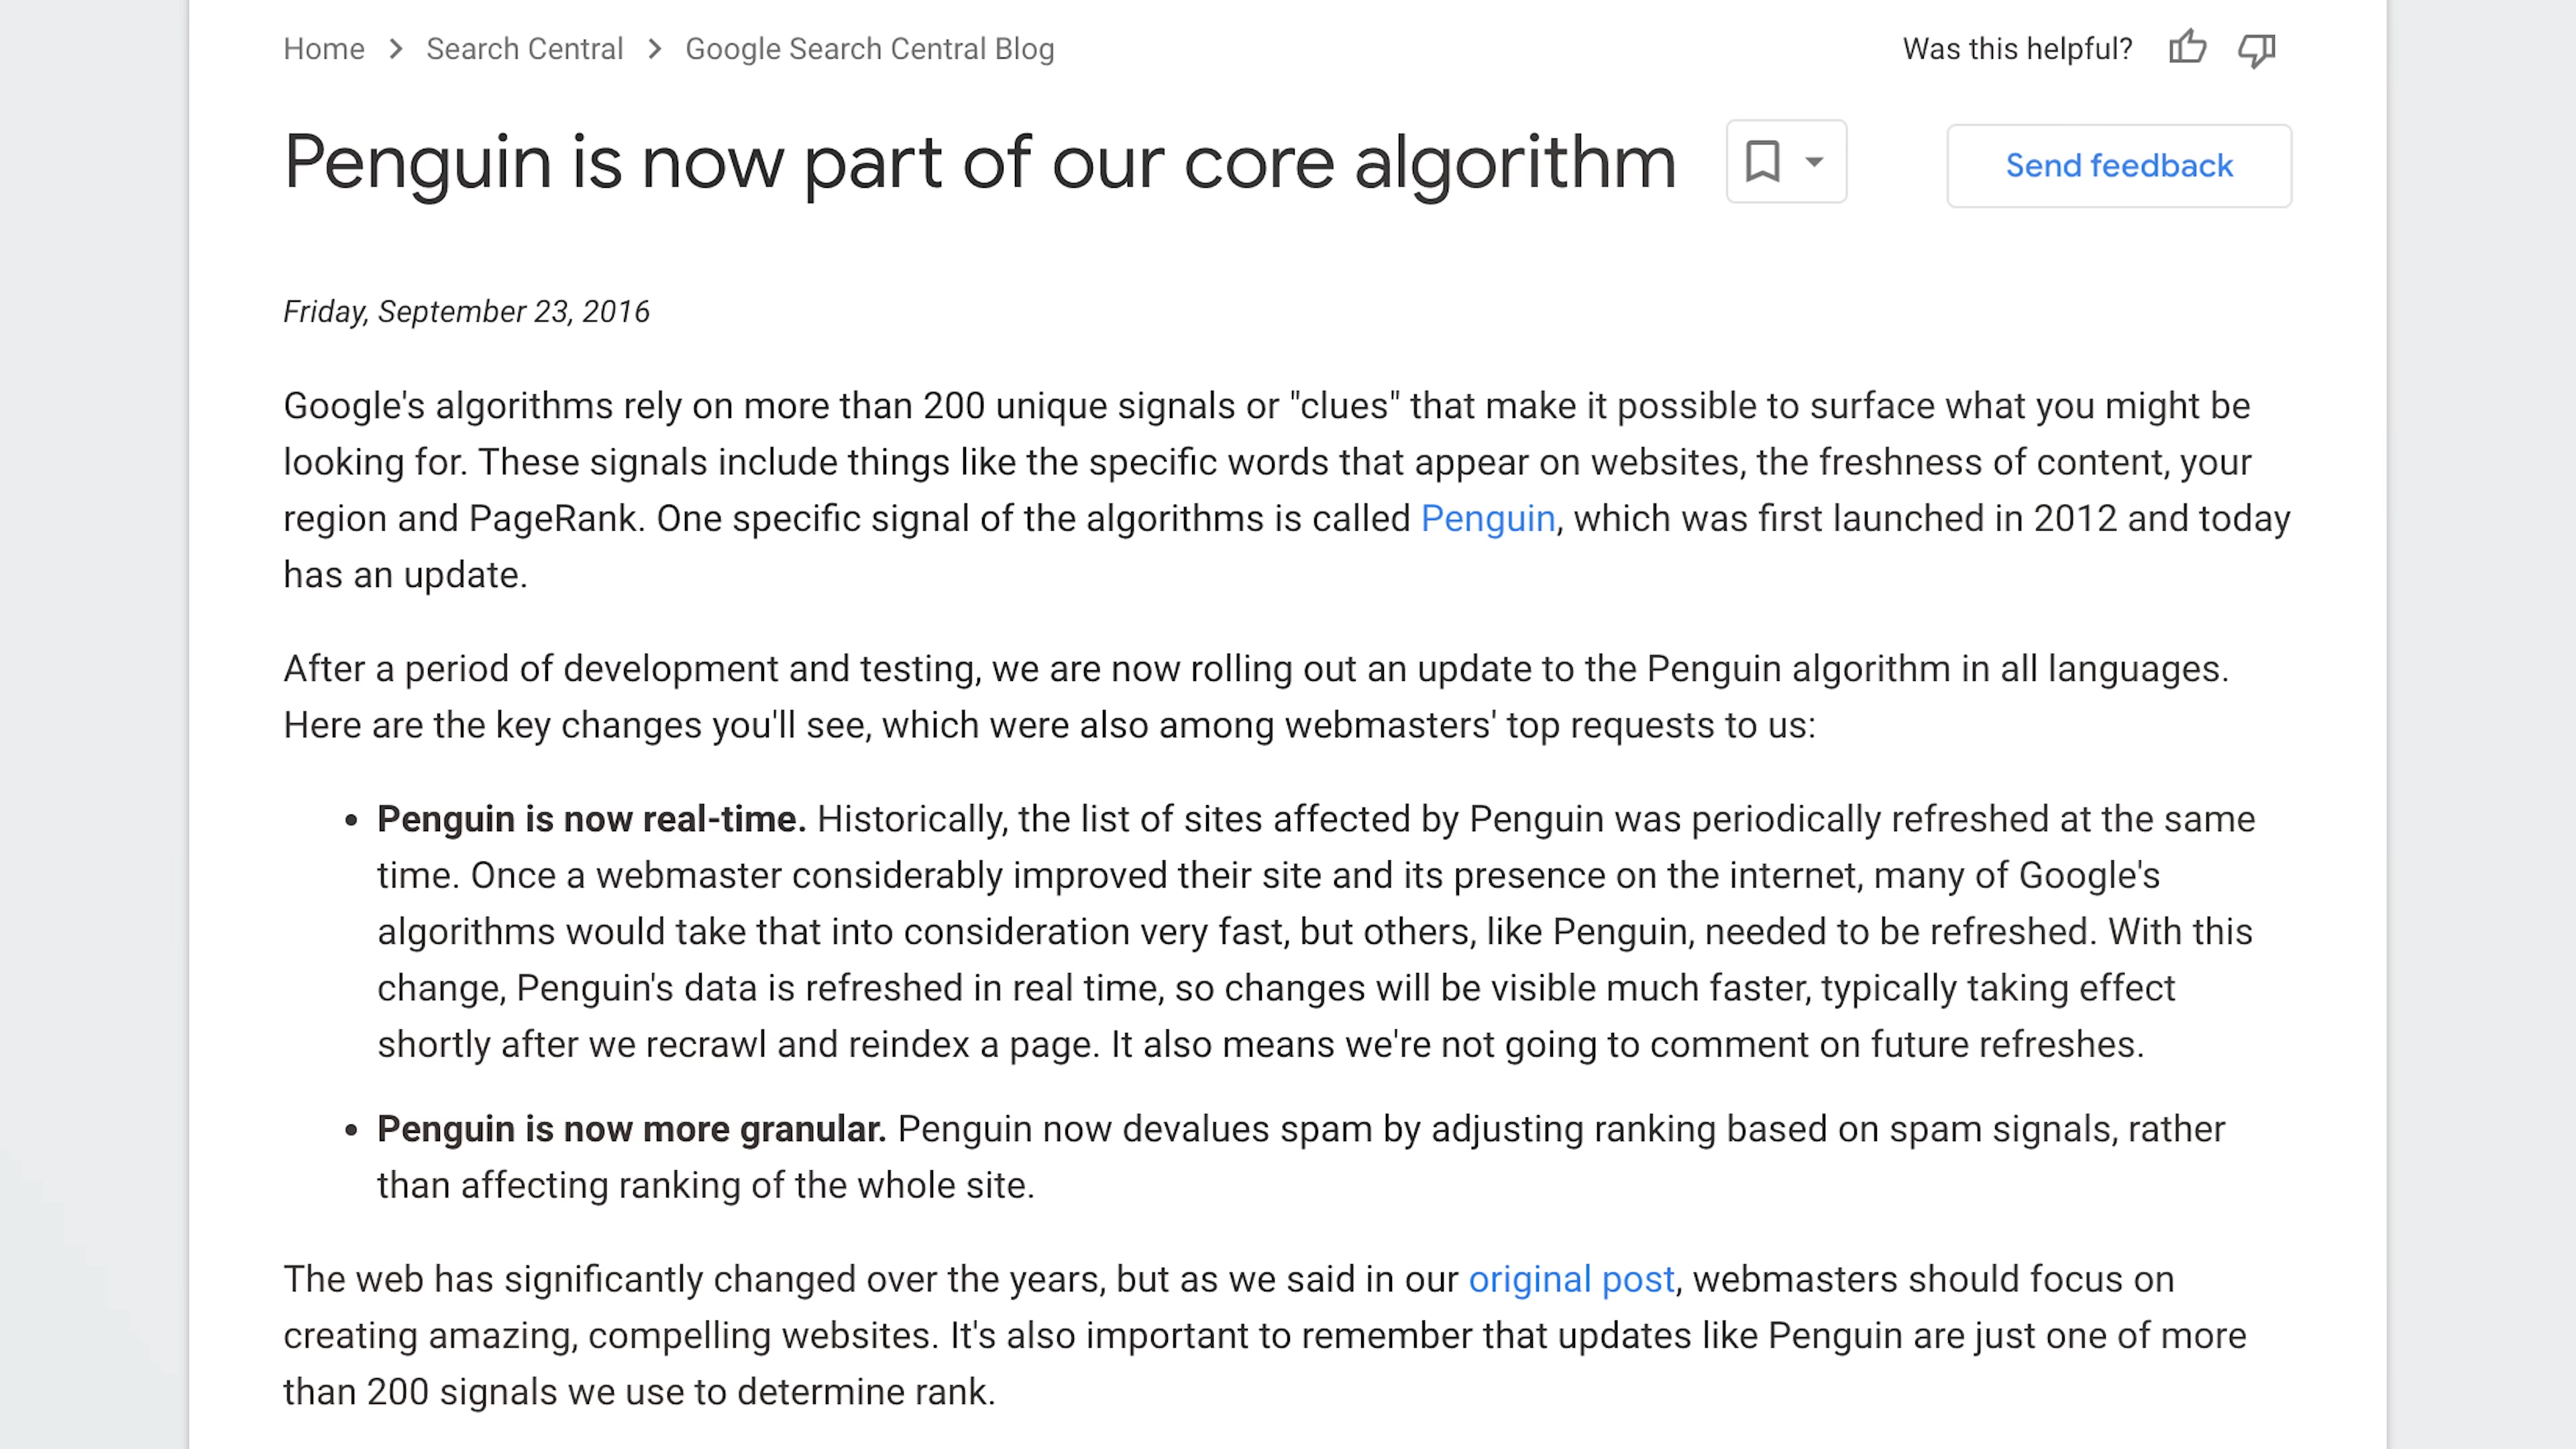 Home > Search Central > Google Search Central Blog
Was this helpful?
Penguin is now part of our core algorithm
Send feedback
Friday, September 23, 2016
Google's algorithms rely on more than 200 unique signals or "clues" that make it possible to surface what you might be
looking for. These signals include things like the specific words that appear on websites, the freshness of content, your
region and PageRank. One specific signal of the algorithms is called Penguin, which was first launched in 2012 and today
has an update.
After a period of development and testing, we are now rolling out an update to the Penguin algorithm in all languages.
Here are the key changes you'll see, which were also among webmasters' top requests to us:
• Penguin is now real-time. Historically, the list of sites affected by Penguin was periodically refreshed at the same
time. Once a webmaster considerably improved their site and its presence on the internet, many of Google's
algorithms would take that into consideration very fast, but others, like Penguin, needed to be refreshed. With this
change, Penguin's data is refreshed in real time, so changes will be visible much faster, typically taking effect
shortly after we recrawl and reindex a page. It also means we're not going to comment on future refreshes.
• Penguin is now more granular. Penguin now devalues spam by adjusting ranking based on spam signals, rather
than affecting ranking of the whole site.
The web has significantly changed over the years, but as we said in our original post, webmasters should focus on
creating amazing, compelling websites. It's also important to remember that updates like Penguin are just one of more
than 200 signals we use to determine rank.